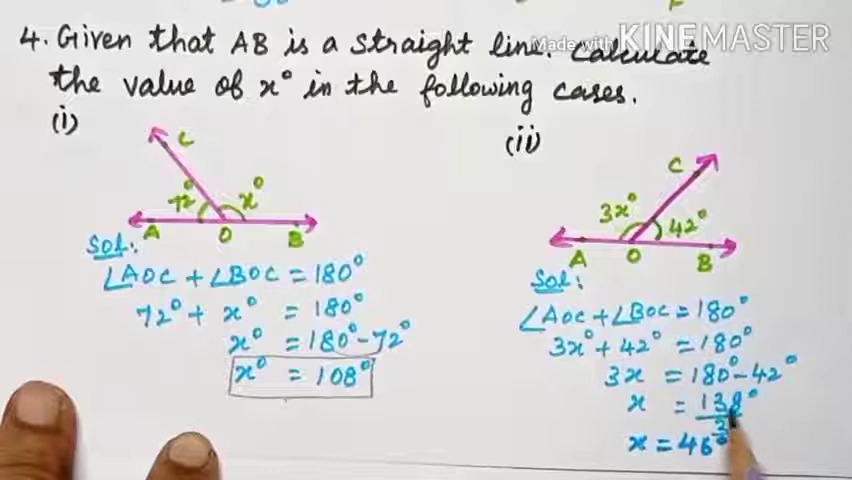 Made with KINEMASTER
4. Given that AB is a straight line. Calculate
the value of x° in the following cases.
(i)
(ii)
C
72° x°
A O B
Sol:
∠AOC + ∠BOC = 180°
72° + x° = 180°
x° = 180° - 72°
x° = 108°
C
3x° 42°
A O B
Sol:
∠AOC + ∠BOC = 180°
3x° + 42° = 180°
3x = 180° - 42°
x = 138°
3
x = 46°